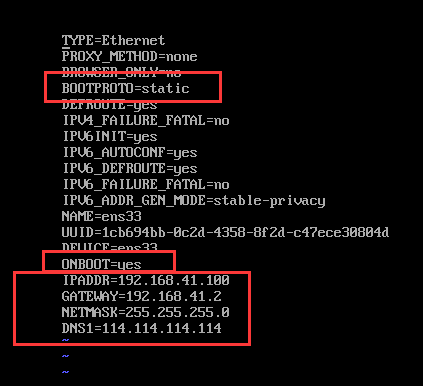 TYPE=Ethernet
PROXY_METHOD=none
BROWSER_ONLY=no
BOOTPROTO=static
DEFROUTE=yes
IPV4_FAILURE_FATAL=no
IPV6INIT=yes
IPV6_AUTOCONF=yes
IPV6_DEFROUTE=yes
IPV6_FAILURE_FATAL=no
IPV6_ADDR_GEN_MODE=stable-privacy
NAME=ens33
UUID=1cb694bb-0c2d-4358-8f2d-c47ece30804d
DEVICE=ens33
ONBOOT=yes
IPADDR=192.168.41.100
GATEWAY=192.168.41.2
NETMASK=255.255.255.0
DNS1=114.114.114.114
~
~
~